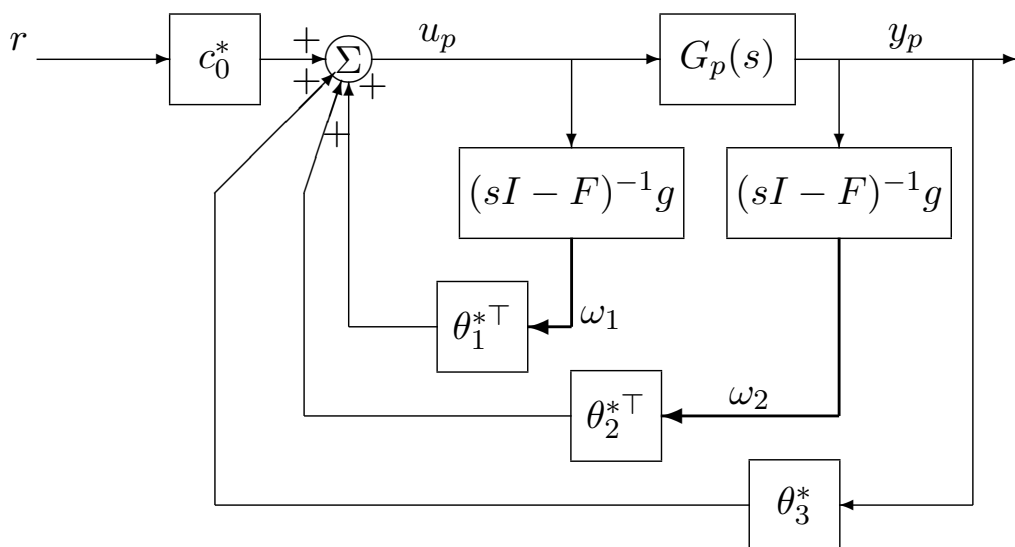 r
c_0^*
+
+
Σ
+
+
u_p
G_p(s)
y_p
(sI − F)^{−1}g
(sI − F)^{−1}g
θ_1^{*⊤}
ω_1
θ_2^{*⊤}
ω_2
θ_3^*